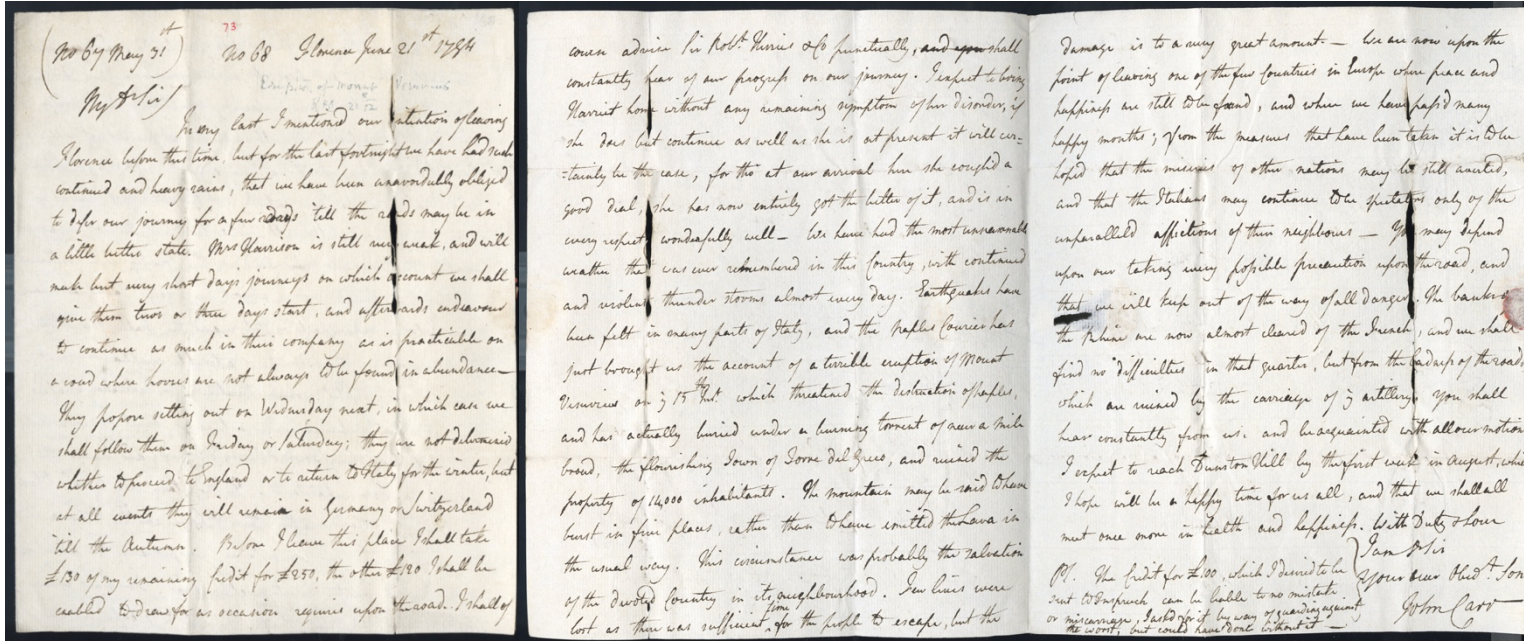 73
(No 67 May 31st) No 68 Florence June 21st 1794
Eruption of Mount Vesuvius
My Dr Sir/
In my last I mentioned our intention of leaving
Florence before this time, but for the last fortnight we have had such
continued and heavy rains, that we have been unavoidably obliged
to defer our journey for a few days 'till the roads may be in
a little better state. Mrs Harrison is still very weak, and will
make but very short days journeys on which account we shall
give them two or three days start, and afterwards endeavour
to continue as much in their company as is practicable on
a road where horses are not always to be found in abundance—
They propose setting out on Wednesday next, in which case we
shall follow them on Friday or Saturday; they are not determined
whether to proceed to England or to return to Italy for the winter, but
at all events they will remain in Germany or Switzerland
'till the Autumn. Before I leave this place I shall take
£130 of my remaining Credit for £250, the other £120 I shall be
enabled to draw for as occasion requires upon the road. I shall of
course advise Sir Robt. Herries & Co punctually, and you shall
constantly hear of our progress on our journey. I expect to bring
Harriet home without any remaining symptom of her disorder, if
she does but continue as well as she is at present it will cer=
=tainly be the case, for tho' at our arrival here she coughed a
good deal, she has now entirely got the better of it, and is in
every respect wonderfully well— We have had the most unseasonable
weather that was ever remembered in this Country, with continued
and violent thunder storms almost every day. Earthquakes have
been felt in many parts of Italy, and the Naples Courier has
just brought us the account of a terrible eruption of Mount
Vesuvius on ye 15th Inst. which threatened the destruction of Naples,
and has actually buried under a burning torrent of near a mile
broad, the flourishing Town of Torre del Greco, and ruined the
property of 14,000 inhabitants. The mountain may be said to have
burst in five places, rather than to have emitted the Lava in
the usual way. This circumstance was probably the salvation
of the devoted Country in its neighbourhood. Few lives were
lost as there was sufficient time for the people to escape, but the
damage is to a very great amount.— We are now upon the
point of leaving one of the few Countries in Europe where peace and
happiness are still to be found, and where we have pass'd many
happy months; from the measures that have been taken it is to be
hoped that the miseries of other nations may be still averted,
and that the Italians may continue to be spectators only of the
unparallelled afflictions of their neighbours— You may depend
upon our taking every possible precaution upon the road, and
that we will keep out of the way of all danger. The banks of
the Rhine are now almost cleared of the French, and we shall
find no difficulties in that quarter, but from the badness of the roads
which are ruined by the carriage of ye artillery. You shall
hear constantly from us. and be acquainted with all our motions
I expect to reach Dunston Hill by the first week in August, which
I hope will be a happy time for us all, and that we shall all
meet once more in health and happiness. With Duty & Love
I am Dr Sir
Your ever Obedt. Son
John Carr
PS. The Credit for £100, which I desired to be
sent to Inspruck can be liable to no mistake
or miscarriage, I asked for it by way of guarding against
the worst, but could have done without it—